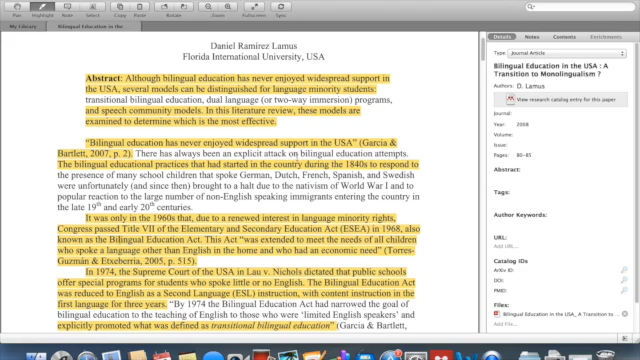 Pan
Highlight
Note
Select
Copy
Paste
Rotate
Zoom
Fullscreen
Sync
My Library
Bilingual Education in the
Daniel Ramírez Lamus
Florida International University, USA
Abstract: Although bilingual education has never enjoyed widespread support in
the USA, several models can be distinguished for language minority students:
transitional bilingual education, dual language (or two-way immersion) programs,
and speech community models. In this literature review, these models are
examined to determine which is the most effective.
“Bilingual education has never enjoyed widespread support in the USA” (Garcia &
Bartlett, 2007, p. 2). There has always been an explicit attack on bilingual education attempts.
The bilingual educational practices that had started in the country during the 1840s to respond to
the presence of many school children that spoke German, Dutch, French, Spanish, and Swedish
were unfortunately (and since then) brought to a halt due to the nativism of World War I and to
popular reaction to the large number of non-English speaking immigrants entering the country in
the late 19th and early 20th centuries.
It was only in the 1960s that, due to a renewed interest in language minority rights,
Congress passed Title VII of the Elementary and Secondary Education Act (ESEA) in 1968, also
known as the Bilingual Education Act. This Act “was extended to meet the needs of all children
who spoke a language other than English in the home and who had an economic need” (Torres-
Guzmán & Etxeberria, 2005, p. 515).
In 1974, the Supreme Court of the USA in Lau v. Nichols dictated that public schools
offer special programs for students who spoke little or no English. The Bilingual Education Act
was reduced to English as a Second Language (ESL) instruction, with content instruction in the
first language for three years. “By 1974 the Bilingual Education Act had narrowed the goal of
bilingual education to the teaching of English to those who were ‘limited English speakers’ and
explicitly promoted what was defined as transitional bilingual education” (Garcia & Bartlett,
Details
Notes
Contents
Enrichments
Type: Journal Article
Bilingual Education in the USA : A
Transition to Monolingualism ?
Authors: D. Lamus
View research catalog entry for this paper
Journal:
Year: 2008
Volume:
Issue:
Pages: 80-85
Abstract:
Tags:
Author Keywords:
URL:
Add URL...
Catalog IDs
ArXiv ID:
DOI:
PMID:
Files:
Bilingual Education in the USA_ A Transition to ...
Add File...